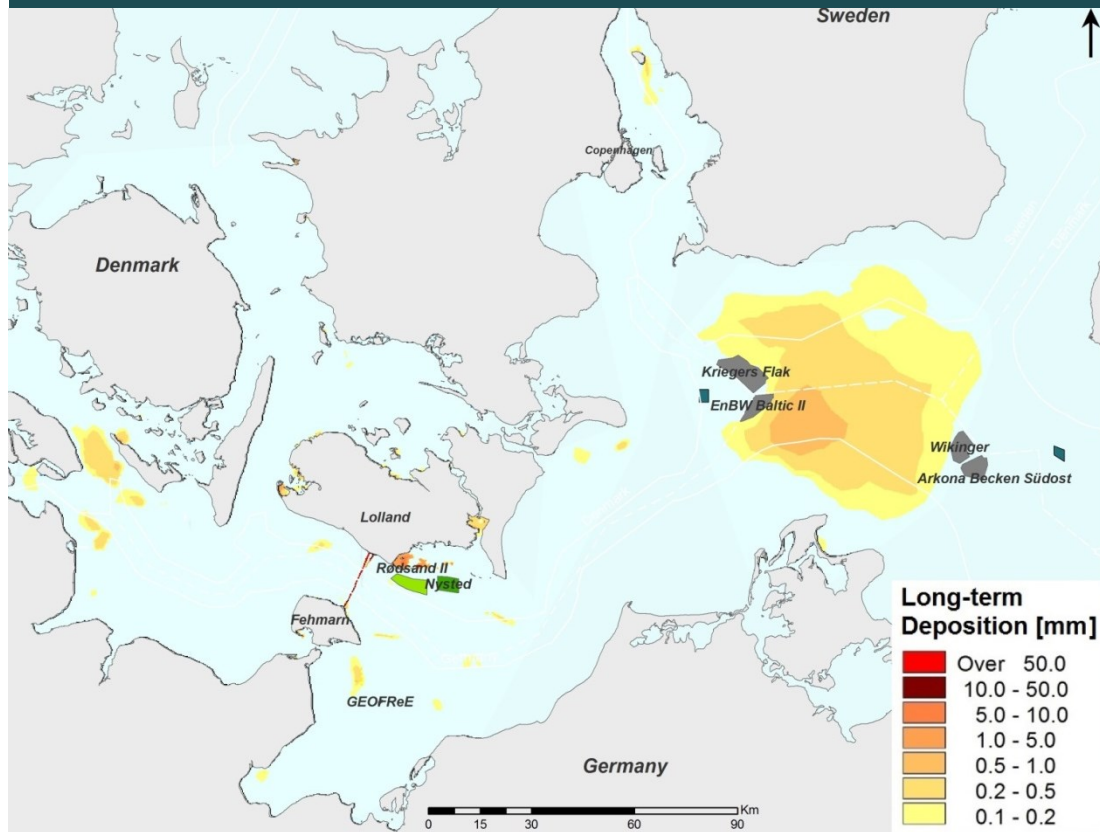 Sweden
Copenhagen
Denmark
Kriegers Flak
EnBW Baltic II
Wikinger
Arkona Becken Südost
Lolland
Rødsand II
Nysted
Fehmarn
GEOFReE
Germany
Km
0 15 30 60 90
Long-term
Deposition [mm]
Over 50.0
10.0 - 50.0
5.0 - 10.0
1.0 - 5.0
0.5 - 1.0
0.2 - 0.5
0.1 - 0.2